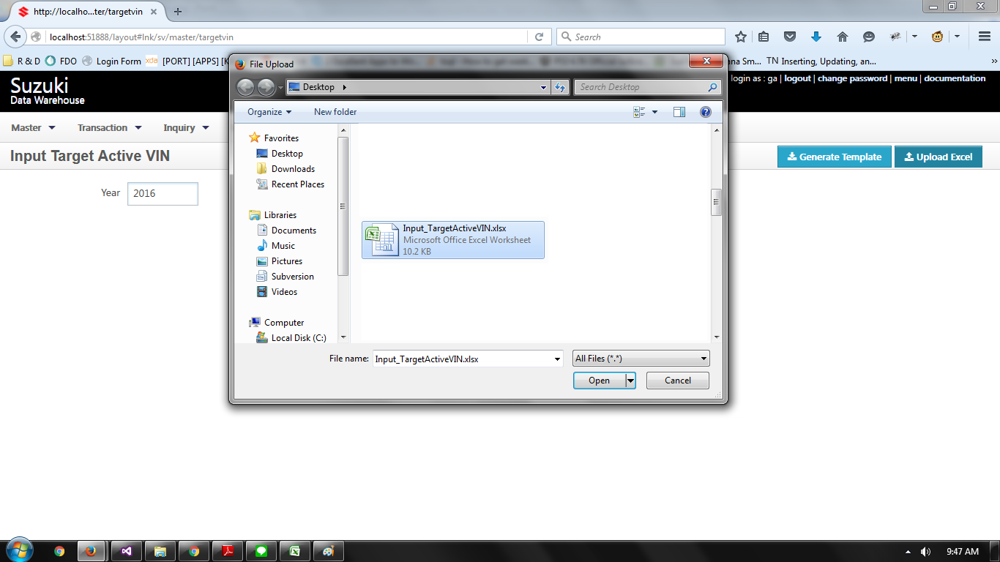 http://localho...ter/targetvin
localhost:51888/layout#lnk/sv/master/targetvin
Search
R & D
FDO
Login Form
[PORT] [APPS] [K
ana Sm...
TN Inserting, Updating, an...
File Upload
Suzuki
Data Warehouse
login as : ga | logout | change password | menu | documentation
Desktop
Search Desktop
Organize
New folder
Master
Transaction
Inquiry
Input Target Active VIN
Generate Template
Upload Excel
Year
2016
Favorites
Desktop
Downloads
Recent Places
Libraries
Documents
Music
Pictures
Subversion
Videos
Computer
Local Disk (C:)
Input_TargetActiveVIN.xlsx
Microsoft Office Excel Worksheet
10.2 KB
File name:
Input_TargetActiveVIN.xlsx
All Files (*.*)
Open
Cancel
9:47 AM